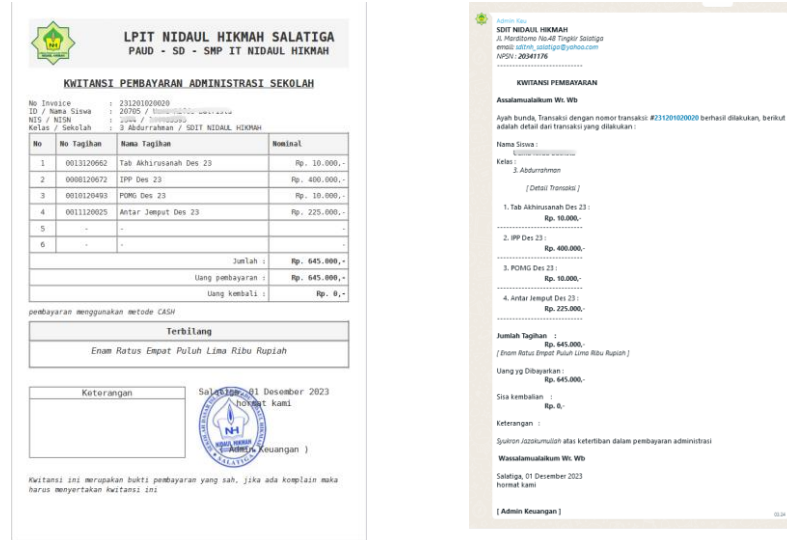 LPIT NIDAUL HIKMAH SALATIGA
PAUD - SD - SMP IT NIDAUL HIKMAH
KWITANSI PEMBAYARAN ADMINISTRASI SEKOLAH
No Invoice : 231201020020
ID / Nama Siswa : 20705 /
NIS / NISN :
Kelas / Sekolah : 3 Abdurrahman / SDIT NIDAUL HIKMAH
No No Tagihan Nama Tagihan Nominal
1 0013120662 Tab Akhirusanah Des 23 Rp. 10.000,-
2 0008120672 IPP Des 23 Rp. 400.000,-
3 0010120493 POMG Des 23 Rp. 10.000,-
4 0011120025 Antar Jemput Des 23 Rp. 225.000,-
5 - - -
6 - - -
Jumlah : Rp. 645.000,-
Uang pembayaran : Rp. 645.000,-
Uang kembali : Rp. 0,-
pembayaran menggunakan metode CASH
Terbilang
Enam Ratus Empat Puluh Lima Ribu Rupiah
Keterangan
Salatiga, 01 Desember 2023
hormat kami
NH
NIDAUL HIKMAH
SALATIGA
( Admin Keuangan )
Kwitansi ini merupakan bukti pembayaran yang sah, jika ada komplain maka
harus menyertakan kwitansi ini
Admin Keu
SDIT NIDAUL HIKMAH
Jl. Marditomo No.48 Tingkir Salatiga
email: sditnh_salatiga@yahoo.com
NPSN : 20341176
------------------------------
KWITANSI PEMBAYARAN
Assalamualaikum Wr. Wb
Ayah bunda, Transaksi dengan nomor transaksi: #231201020020 berhasil dilakukan, berikut
adalah detail dari transaksi yang dilakukan :
Nama Siswa :
Kelas :
3. Abdurrohman
[ Detail Transaksi ]
1. Tab Akhirusanah Des 23 :
Rp. 10.000,-
------------------------------
2. IPP Des 23 :
Rp. 400.000,-
------------------------------
3. POMG Des 23 :
Rp. 10.000,-
------------------------------
4. Antar Jemput Des 23 :
Rp. 225.000,-
------------------------------
Jumlah Tagihan :
Rp. 645.000,-
[ Enam Ratus Empat Puluh Lima Ribu Rupiah ]
Uang yg Dibayarkan :
Rp. 645.000,-
Sisa kembalian :
Rp. 0,-
Keterangan :
Syukron Jazakumullah atas ketertiban dalam pembayaran administrasi
Wassalamualaikum Wr. Wb
Salatiga, 01 Desember 2023
hormat kami
[ Admin Keuangan ]